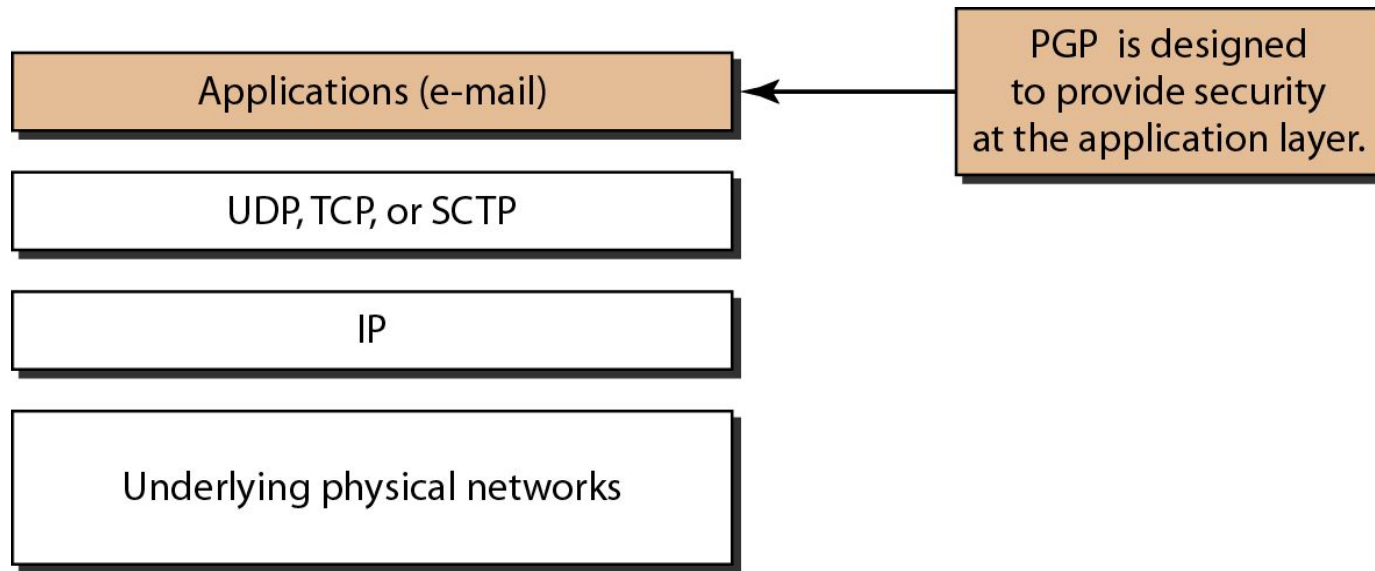 Applications (e-mail)
PGP is designed
to provide security
at the application layer.
UDP, TCP, or SCTP
IP
Underlying physical networks